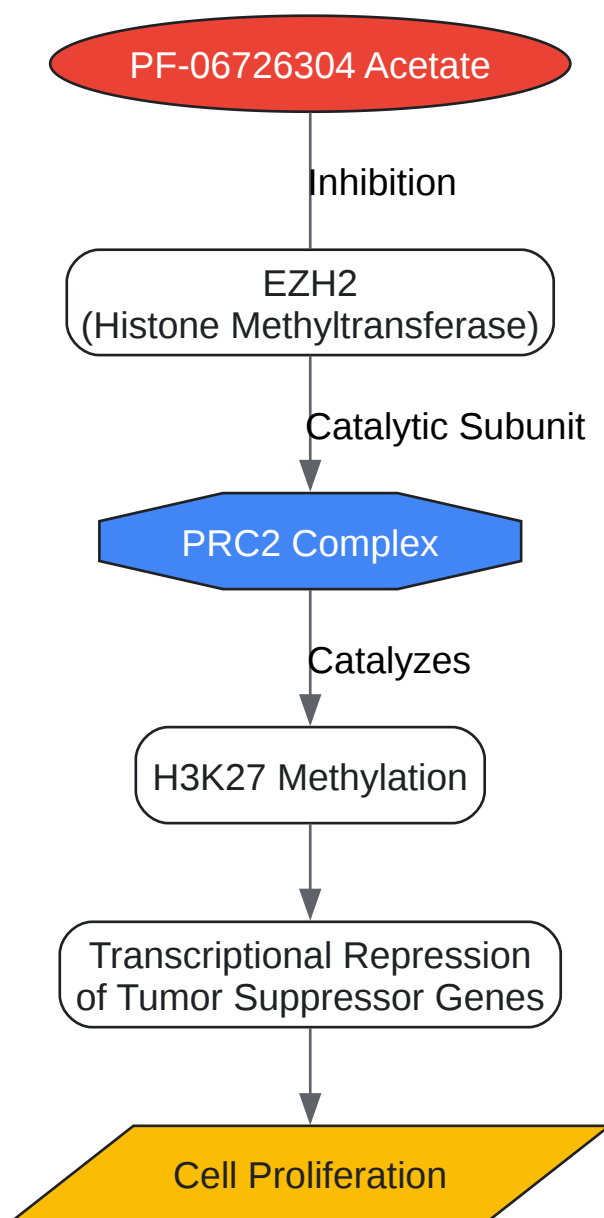 PF-06726304 Acetate
Inhibition
EZH2
(Histone Methyltransferase)
Catalytic Subunit
PRC2 Complex
Catalyzes
H3K27 Methylation
Transcriptional Repression
of Tumor Suppressor Genes
Cell Proliferation